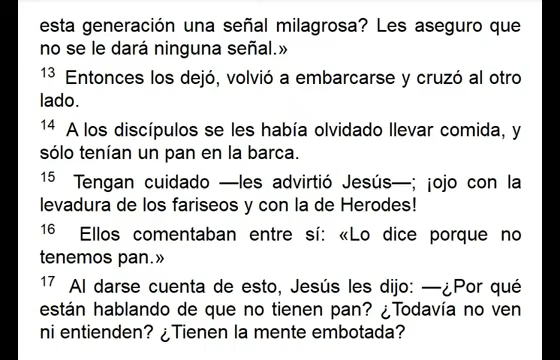 esta generación una señal milagrosa? Les aseguro que
no se le dará ninguna señal.»
13 Entonces los dejó, volvió a embarcarse y cruzó al otro
lado.
14 A los discípulos se les había olvidado llevar comida, y
sólo tenían un pan en la barca.
15 Tengan cuidado —les advirtió Jesús—; ¡ojo con la
levadura de los fariseos y con la de Herodes!
16 Ellos comentaban entre sí: «Lo dice porque no
tenemos pan.»
17 Al darse cuenta de esto, Jesús les dijo: —¿Por qué
están hablando de que no tienen pan? ¿Todavía no ven
ni entienden? ¿Tienen la mente embotada?